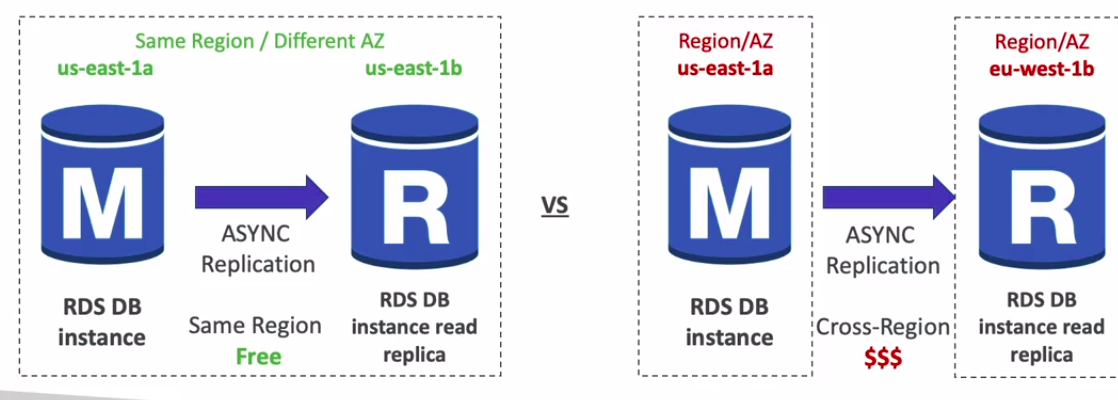 Same Region / Different AZ
us-east-1a
us-east-1b
M
R
ASYNC
Replication
RDS DB
instance
Same Region
Free
RDS DB
instance read
replica
VS
Region/AZ
us-east-1a
Region/AZ
eu-west-1b
M
R
ASYNC
Replication
RDS DB
instance
Cross-Region
$$$
RDS DB
instance read
replica